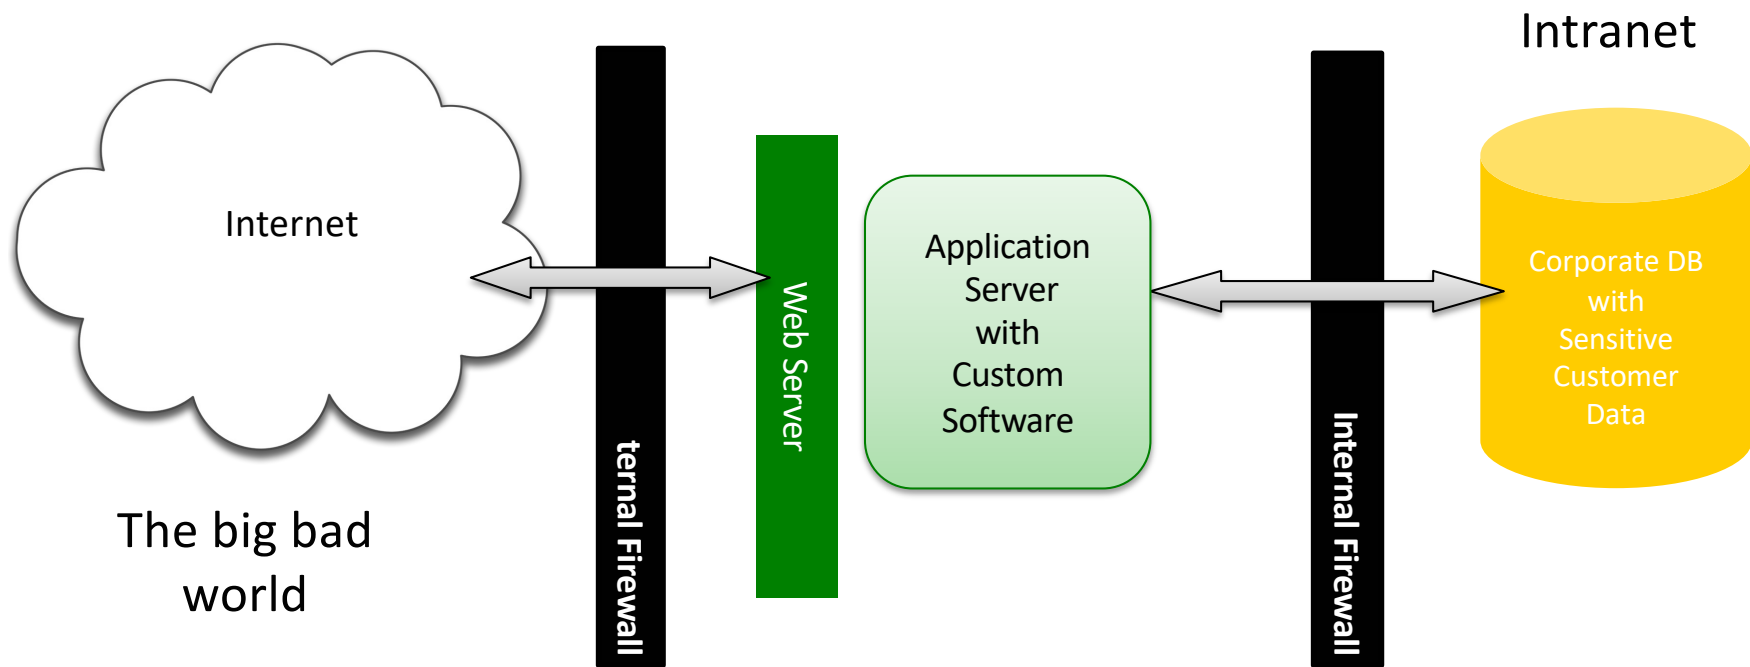 Intranet
Internet
The big bad
world
ternal Firewall
Web Server
Application
Server
with
Custom
Software
Internal Firewall
Corporate DB
with
Sensitive
Customer
Data